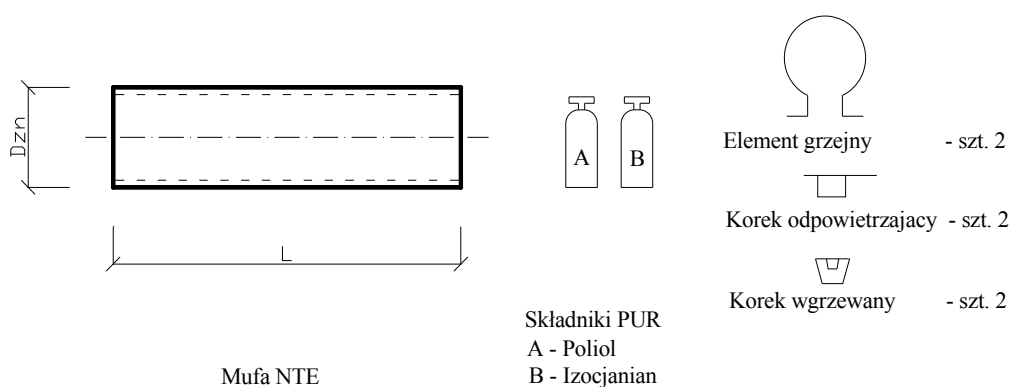 Dzn
L
Mufa NTE
A
B
Składniki PUR
A - Poliol
B - Izocjanian
Element grzejny - szt. 2
Korek odpowietrzajacy - szt. 2
Korek wgrzewany - szt. 2